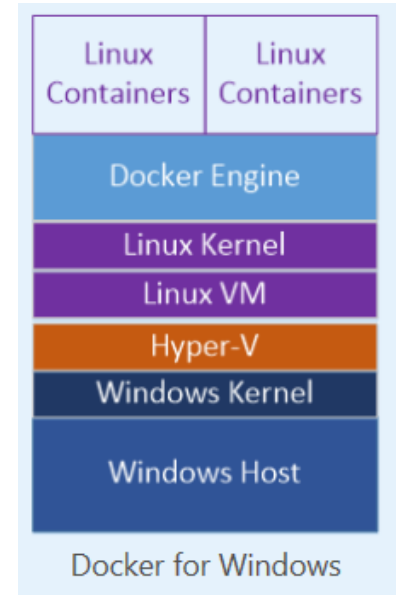 Linux Containers
Linux Containers
Docker Engine
Linux Kernel
Linux VM
Hyper-V
Windows Kernel
Windows Host
Docker for Windows